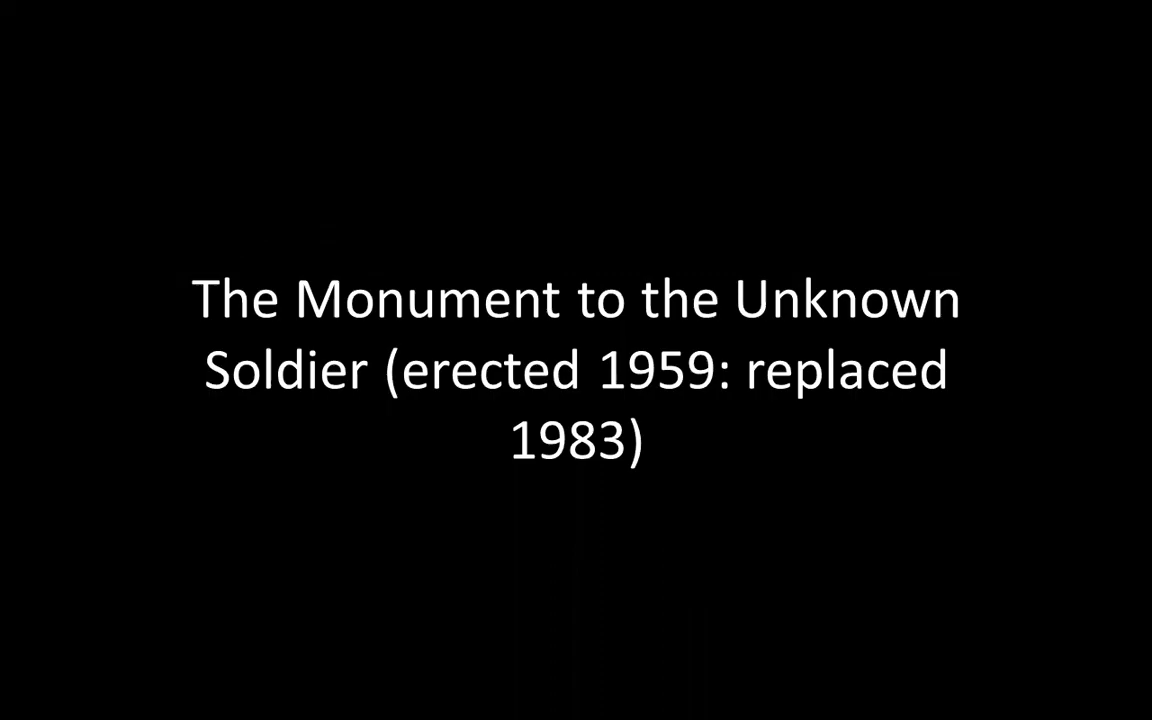 The Monument to the Unknown
Soldier (erected 1959: replaced
1983)